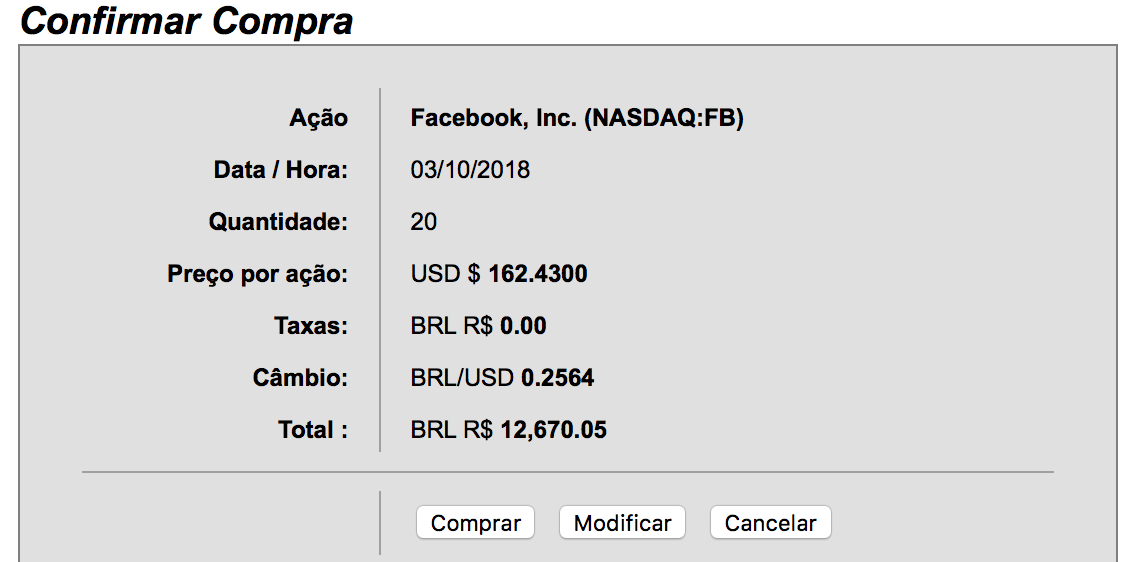 Confirmar Compra
Ação Facebook, Inc. (NASDAQ:FB)
Data / Hora: 03/10/2018
Quantidade: 20
Preço por ação: USD $ 162.4300
Taxas: BRL R$ 0.00
Câmbio: BRL/USD 0.2564
Total : BRL R$ 12,670.05
Comprar Modificar Cancelar